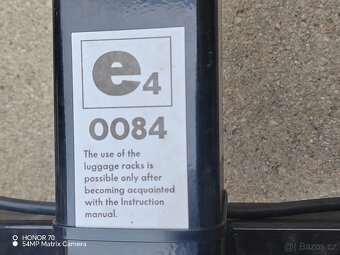 e4
0084
The use of the
luggage racks is
possible only after
becoming acquainted
with the Instruction
manual.
HONOR 70
54MP Matrix Camera
Bazoš.cz